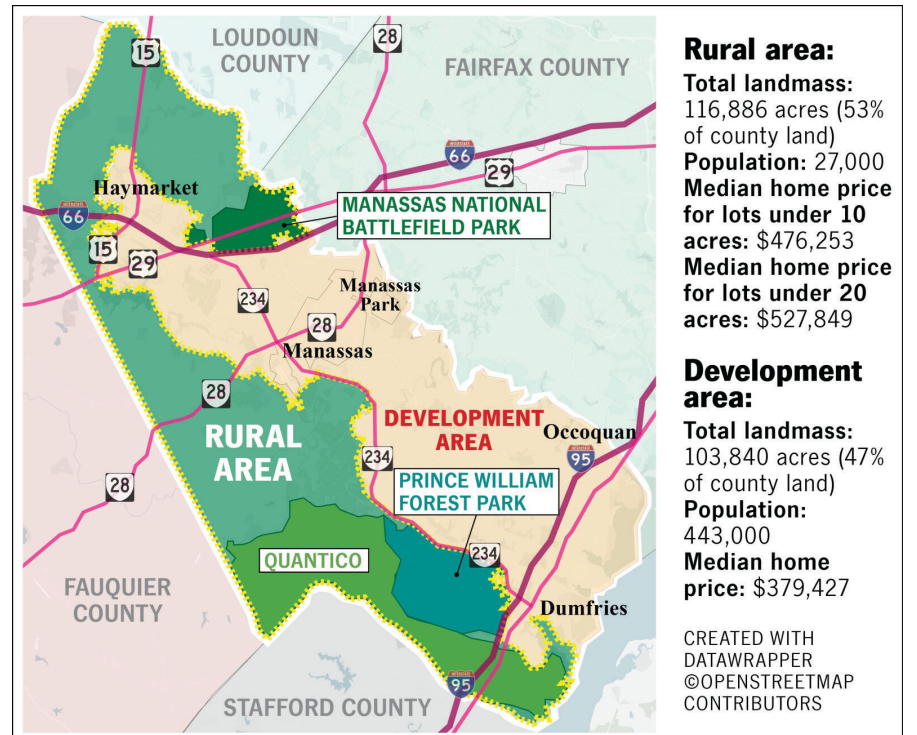 LOUDOUN
COUNTY
FAIRFAX COUNTY
15
28
INTERSTATE
66
29
Haymarket
MANASSAS NATIONAL
BATTLEFIELD PARK
INTERSTATE
66
15
29
234
Manassas
Park
28
Manassas
28
RURAL
AREA
DEVELOPMENT
AREA
Occoquan
INTERSTATE
95
234
28
PRINCE WILLIAM
FOREST PARK
QUANTICO
234
FAUQUIER
COUNTY
Dumfries
INTERSTATE
95
STAFFORD COUNTY
Rural area:
Total landmass:
116,886 acres (53%
of county land)
Population: 27,000
Median home price
for lots under 10
acres: $476,253
Median home price
for lots under 20
acres: $527,849
Development
area:
Total landmass:
103,840 acres (47%
of county land)
Population:
443,000
Median home
price: $379,427
CREATED WITH
DATAWRAPPER
©OPENSTREETMAP
CONTRIBUTORS